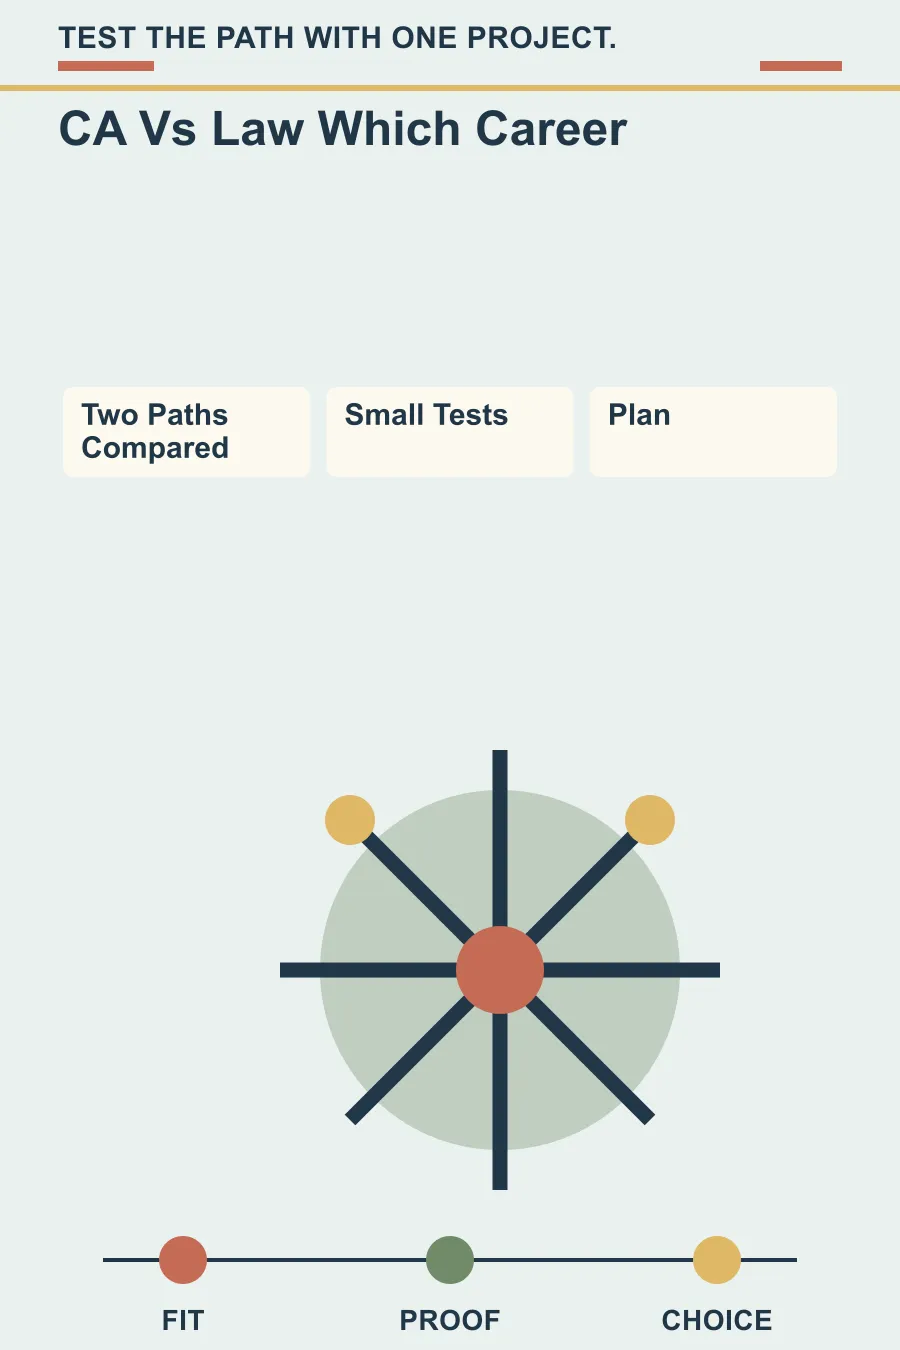 TEST THE PATH WITH ONE PROJECT.
CA Vs Law Which Career
Two Paths
Compared
Small Tests
Plan
FIT
PROOF
CHOICE